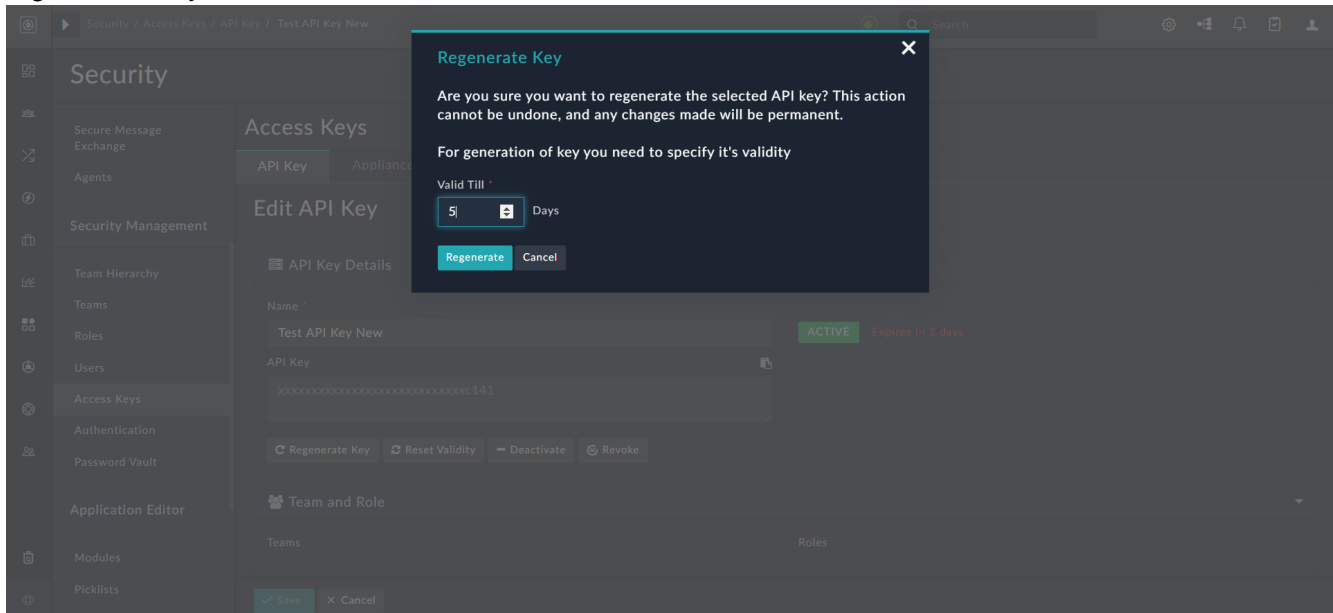 Security / Access Keys / API Key / Test API Key New
Search
Security
Regenerate Key
Are you sure you want to regenerate the selected API key? This action
cannot be undone, and any changes made will be permanent.
For generation of key you need to specify it's validity
Valid Till *
5
Days
Regenerate
Cancel
Secure Message
Exchange
Agents
Security Management
Team Hierarchy
Teams
Roles
Users
Access Keys
Authentication
Password Vault
Application Editor
Modules
Picklists
Access Keys
API Key
Appliance
Edit API Key
API Key Details
Name *
Test API Key New
ACTIVE
Expires in 2 days
API Key
Regenerate Key
Reset Validity
Deactivate
Revoke
Team and Role
Teams
Roles
Save
Cancel